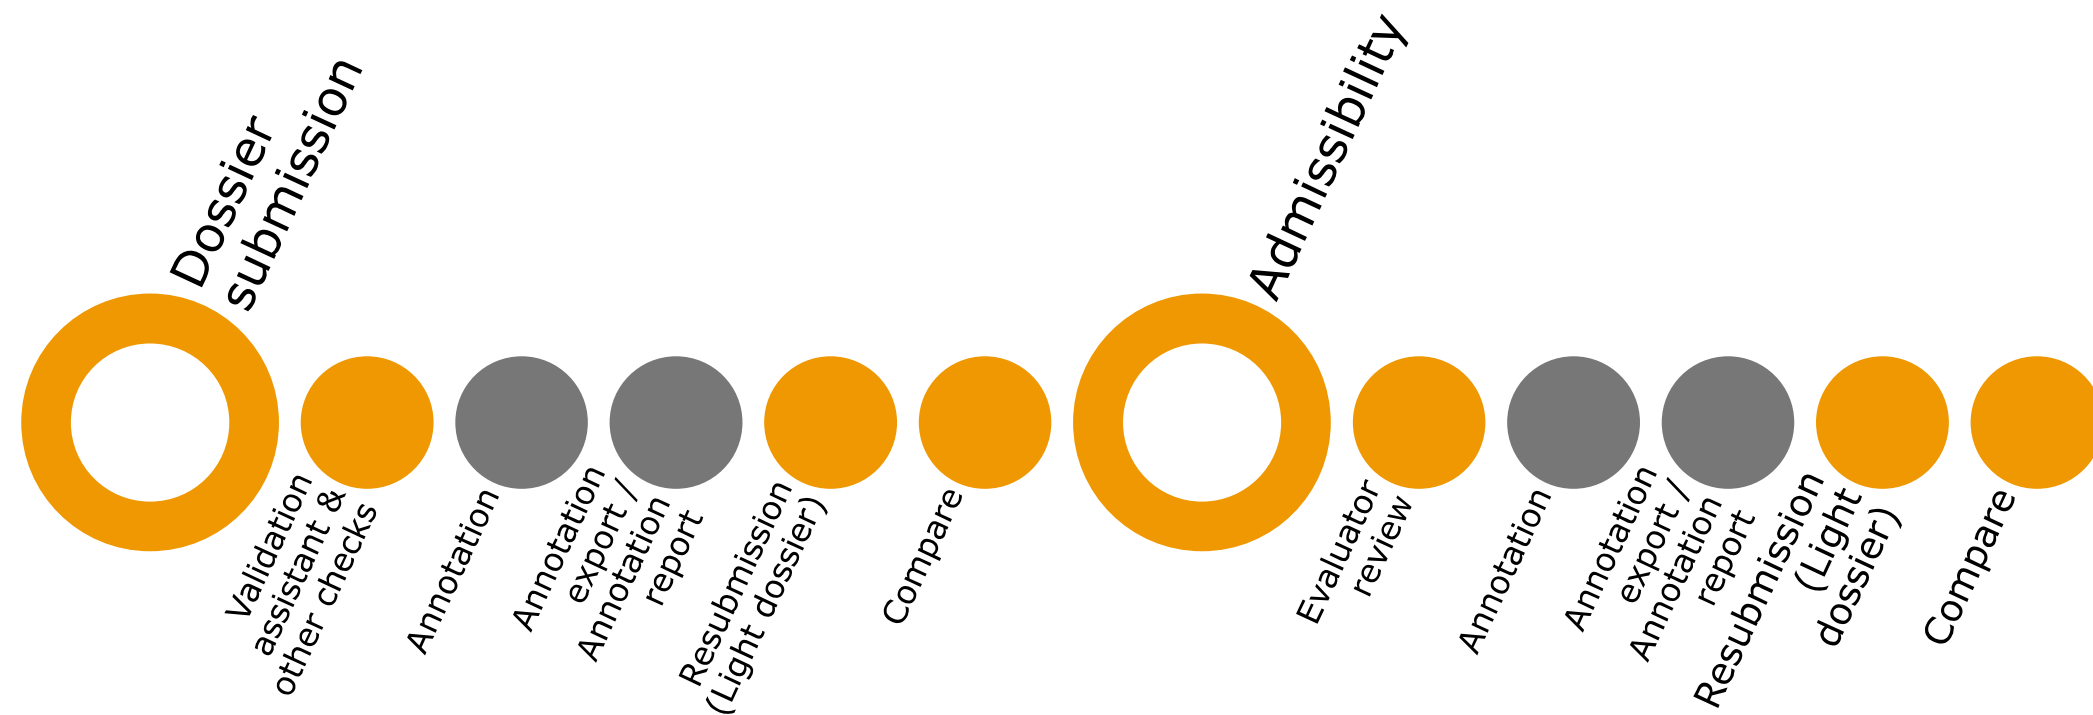 Dossier
submission
Validation
assistant &
other checks
Annotation
Annotation
export /
Annotation
report
Resubmission
(Light dossier)
Compare
Admissibility
Evaluator
review
Annotation
Annotation
export /
Annotation
report
Resubmission
(Light
dossier)
Compare